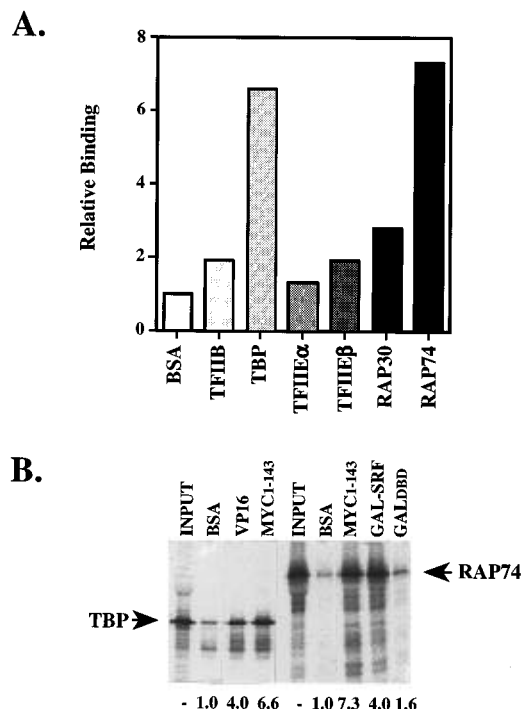 A.
Relative Binding
8
6
4
2
0
BSA
TFIIB
TBP
TFIIEα
TFIIEβ
RAP30
RAP74
B.
INPUT
BSA
VP16
MYC1-143
INPUT
BSA
MYC1-143
GAL-SRF
GALDBD
TBP
RAP74
- 1.0 4.0 6.6 - 1.0 7.3 4.0 1.6